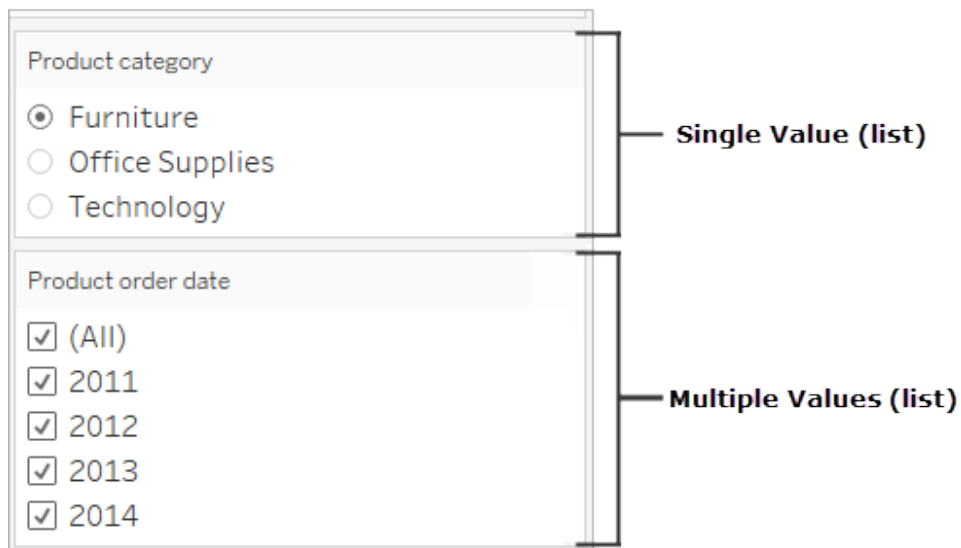 Product category
Furniture
Office Supplies
Technology
Single Value (list)
Product order date
(All)
2011
2012
2013
2014
Multiple Values (list)